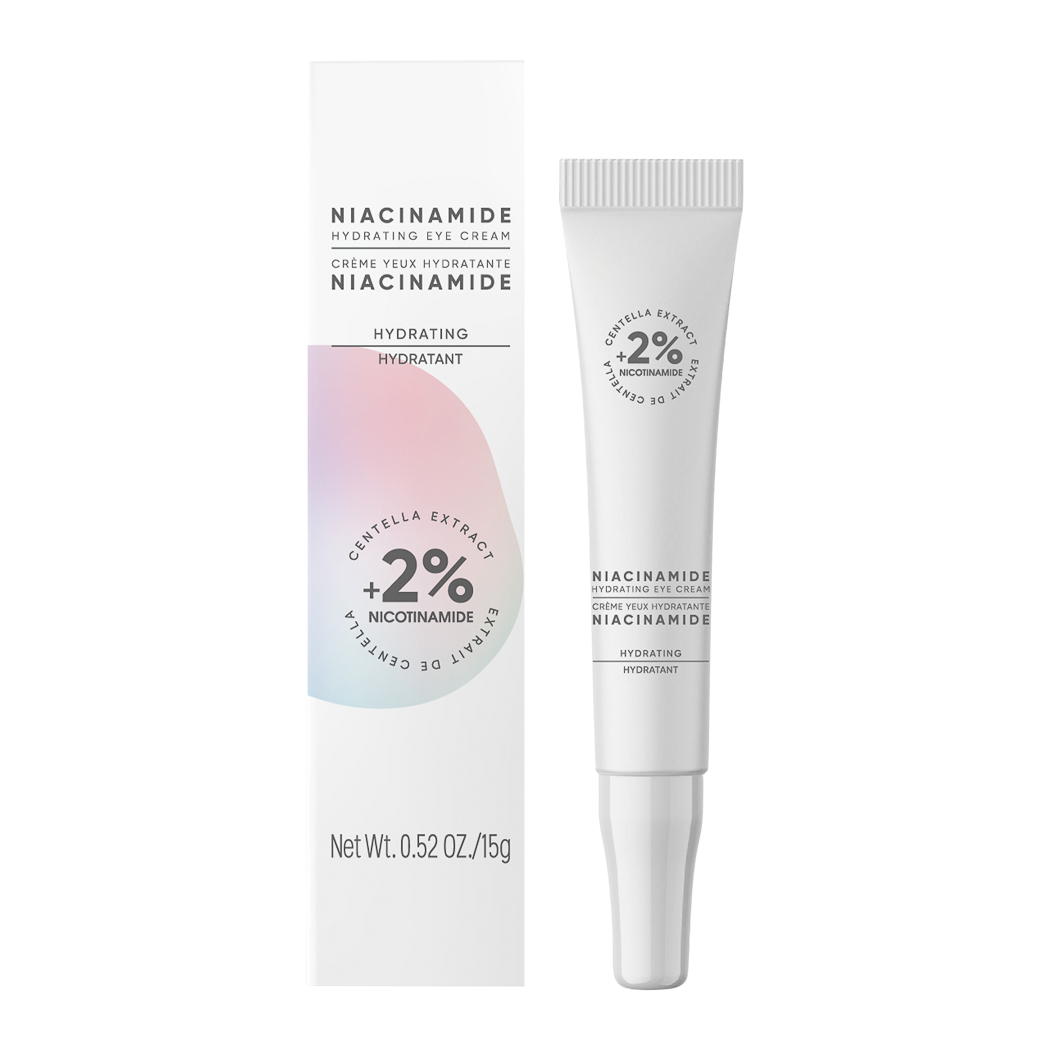 NIACINAMIDE
HYDRATING EYE CREAM
CRÈME YEUX HYDRATANTE
NIACINAMIDE
HYDRATING
HYDRATANT
CENTELLA EXTRACT
+2%
NICOTINAMIDE
EXTRAIT DE CENTELLA
Net Wt. 0.52 OZ./15g
CENTELLA EXTRACT
+2%
NICOTINAMIDE
EXTRAIT DE CENTELLA
NIACINAMIDE
HYDRATING EYE CREAM
CRÈME YEUX HYDRATANTE
NIACINAMIDE
HYDRATING
HYDRATANT